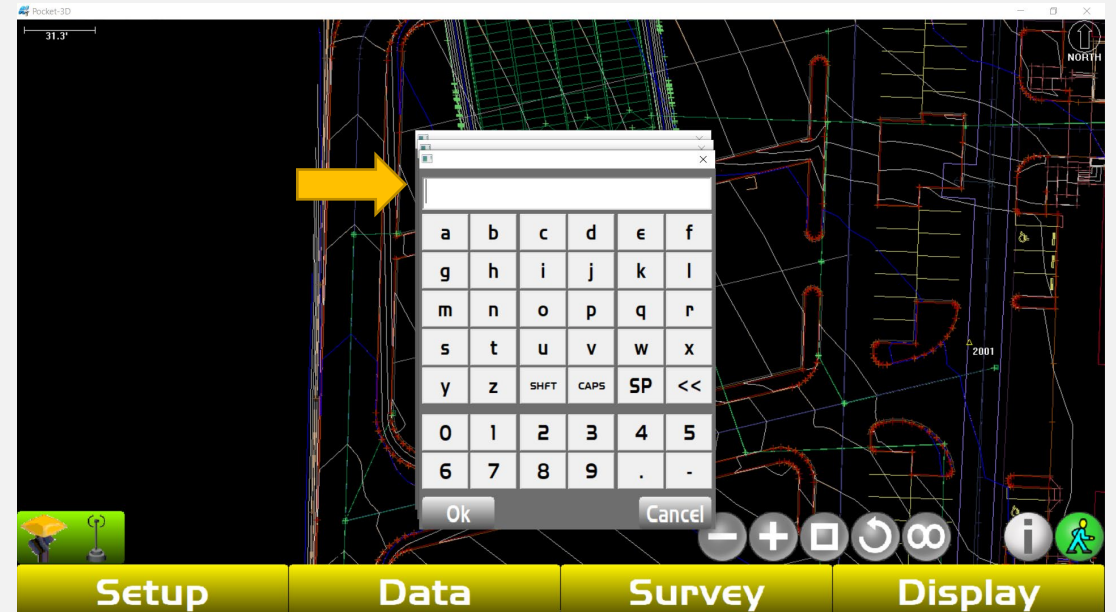 Pocket-3D
31.3'
NORTH
a b c d e f
g h i j k l
m n o p q r
s t u v w x
y z SHFT CAPS SP <<
0 1 2 3 4 5
6 7 8 9 . -
Ok Cancel
2001
Setup Data Survey Display